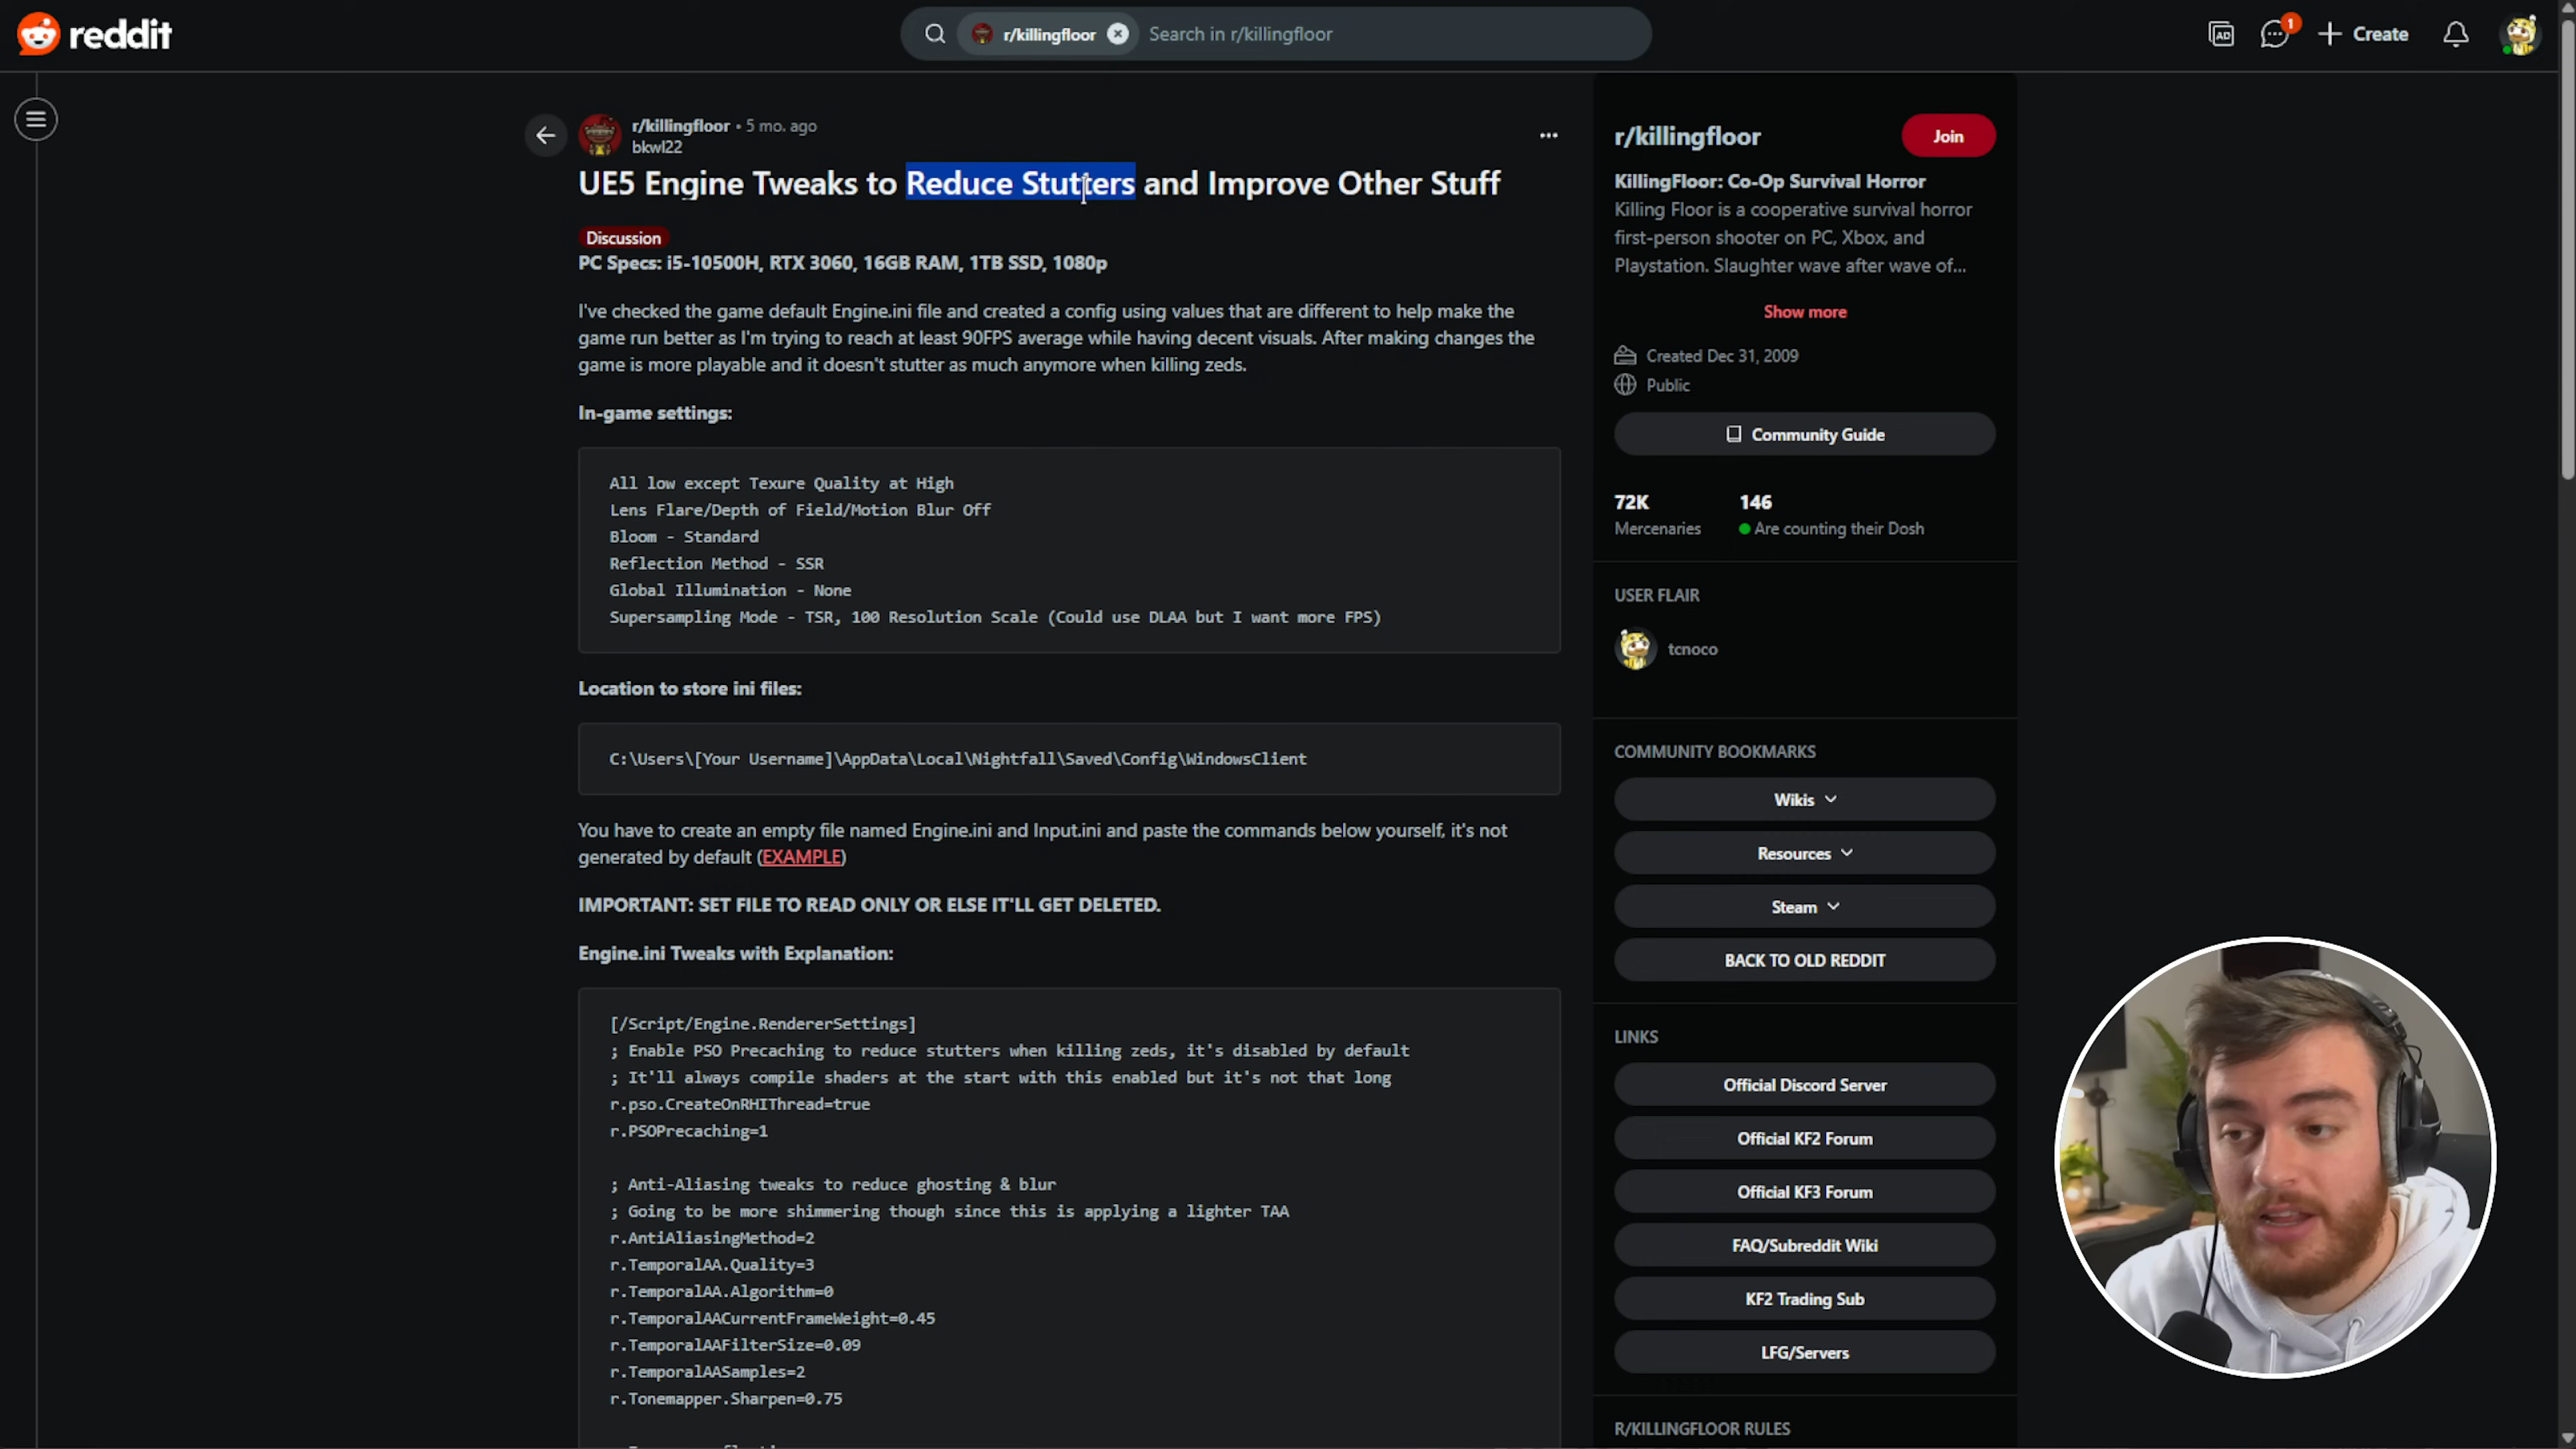 reddit
r/killingfloor
Search in r/killingfloor
AD
1
Create
r/killingfloor • 5 mo. ago
bkwl22
UE5 Engine Tweaks to Reduce Stutters and Improve Other Stuff
Discussion
PC Specs: i5-10500H, RTX 3060, 16GB RAM, 1TB SSD, 1080p
I've checked the game default Engine.ini file and created a config using values that are different to help make the
game run better as I'm trying to reach at least 90FPS average while having decent visuals. After making changes the
game is more playable and it doesn't stutter as much anymore when killing zeds.
In-game settings:
All low except Texure Quality at High
Lens Flare/Depth of Field/Motion Blur Off
Bloom - Standard
Reflection Method - SSR
Global Illumination - None
Supersampling Mode - TSR, 100 Resolution Scale (Could use DLAA but I want more FPS)
Location to store ini files:
C:\Users\[Your Username]\AppData\Local\Nightfall\Saved\Config\WindowsClient
You have to create an empty file named Engine.ini and Input.ini and paste the commands below yourself, it's not
generated by default (EXAMPLE)
IMPORTANT: SET FILE TO READ ONLY OR ELSE IT'LL GET DELETED.
Engine.ini Tweaks with Explanation:
[/Script/Engine.RendererSettings]
; Enable PSO Precaching to reduce stutters when killing zeds, it's disabled by default
; It'll always compile shaders at the start with this enabled but it's not that long
r.pso.CreateOnRHIThread=true
r.PSOPrecaching=1
; Anti-Aliasing tweaks to reduce ghosting & blur
; Going to be more shimmering though since this is applying a lighter TAA
r.AntiAliasingMethod=2
r.TemporalAA.Quality=3
r.TemporalAA.Algorithm=0
r.TemporalAACurrentFrameWeight=0.45
r.TemporalAAFilterSize=0.09
r.TemporalAASamples=2
r.Tonemapper.Sharpen=0.75
r/killingfloor
Join
KillingFloor: Co-Op Survival Horror
Killing Floor is a cooperative survival horror
first-person shooter on PC, Xbox, and
Playstation. Slaughter wave after wave of...
Show more
Created Dec 31, 2009
Public
Community Guide
72K
Mercenaries
146
Are counting their Dosh
USER FLAIR
tcnoco
COMMUNITY BOOKMARKS
Wikis
Resources
Steam
BACK TO OLD REDDIT
LINKS
Official Discord Server
Official KF2 Forum
Official KF3 Forum
FAQ/Subreddit Wiki
KF2 Trading Sub
LFG/Servers
R/KILLINGFLOOR RULES